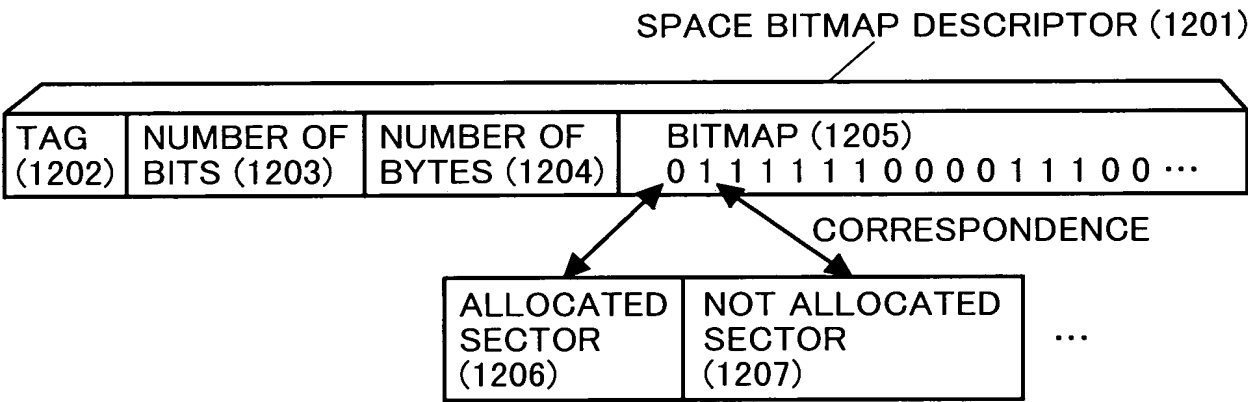 SPACE BITMAP DESCRIPTOR (1201)
TAG
(1202)
NUMBER OF
BITS (1203)
NUMBER OF
BYTES (1204)
BITMAP (1205)
0 1 1 1 1 1 1 0 0 0 0 1 1 1 0 0 ···
CORRESPONDENCE
ALLOCATED
SECTOR
(1206)
NOT ALLOCATED
SECTOR
(1207)
···